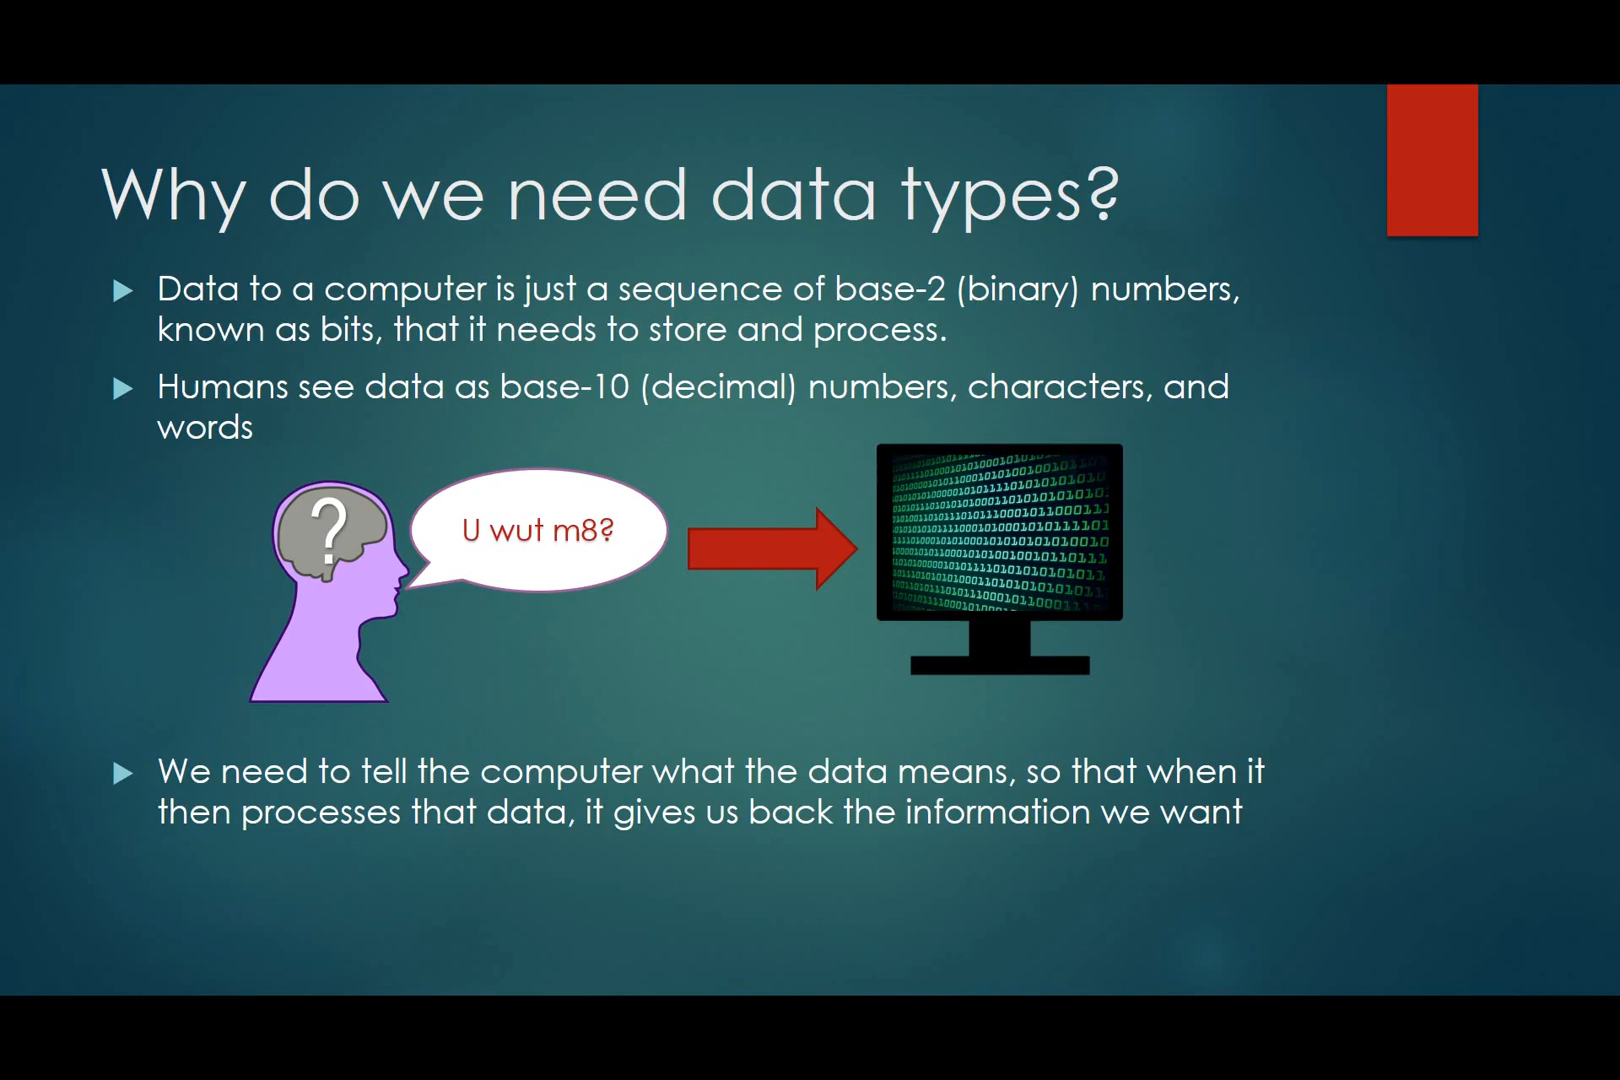 Why do we need data types?
Data to a computer is just a sequence of base-2 (binary) numbers,
known as bits, that it needs to store and process.
Humans see data as base-10 (decimal) numbers, characters, and
words
?
U wut m8?
We need to tell the computer what the data means, so that when it
then processes that data, it gives us back the information we want